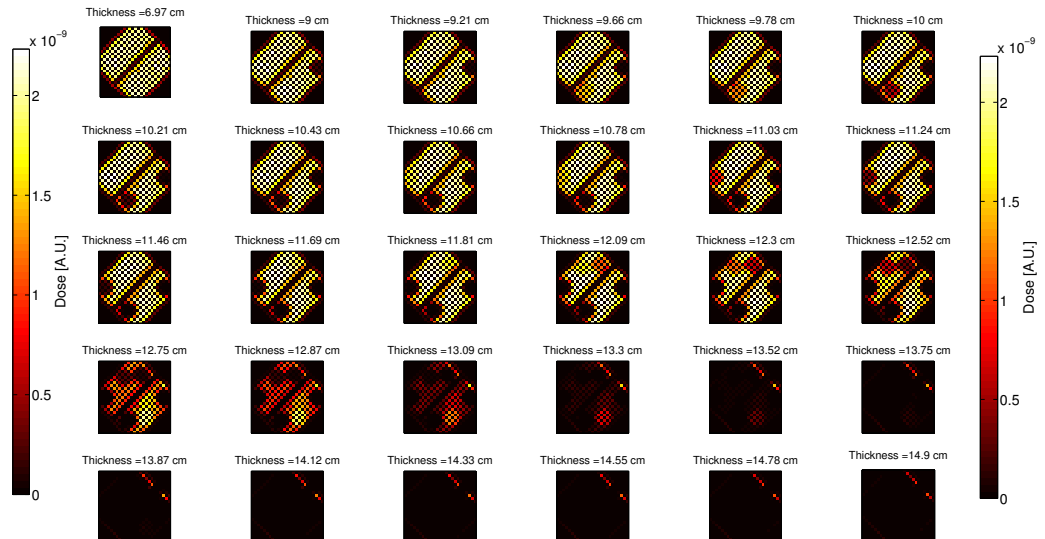 Thickness =6.97 cm
Thickness =9 cm
Thickness =9.21 cm
Thickness =9.66 cm
Thickness =9.78 cm
Thickness =10 cm
Thickness =10.21 cm
Thickness =10.43 cm
Thickness =10.66 cm
Thickness =10.78 cm
Thickness =11.03 cm
Thickness =11.24 cm
Thickness =11.46 cm
Thickness =11.69 cm
Thickness =11.81 cm
Thickness =12.09 cm
Thickness =12.3 cm
Thickness =12.52 cm
Thickness =12.75 cm
Thickness =12.87 cm
Thickness =13.09 cm
Thickness =13.3 cm
Thickness =13.52 cm
Thickness =13.75 cm
Thickness =13.87 cm
Thickness =14.12 cm
Thickness =14.33 cm
Thickness =14.55 cm
Thickness =14.78 cm
Thickness =14.9 cm
x 10⁻⁹
2
1.5
1
0.5
0
Dose [A.U.]
x 10⁻⁹
2
1.5
1
0.5
0
Dose [A.U.]